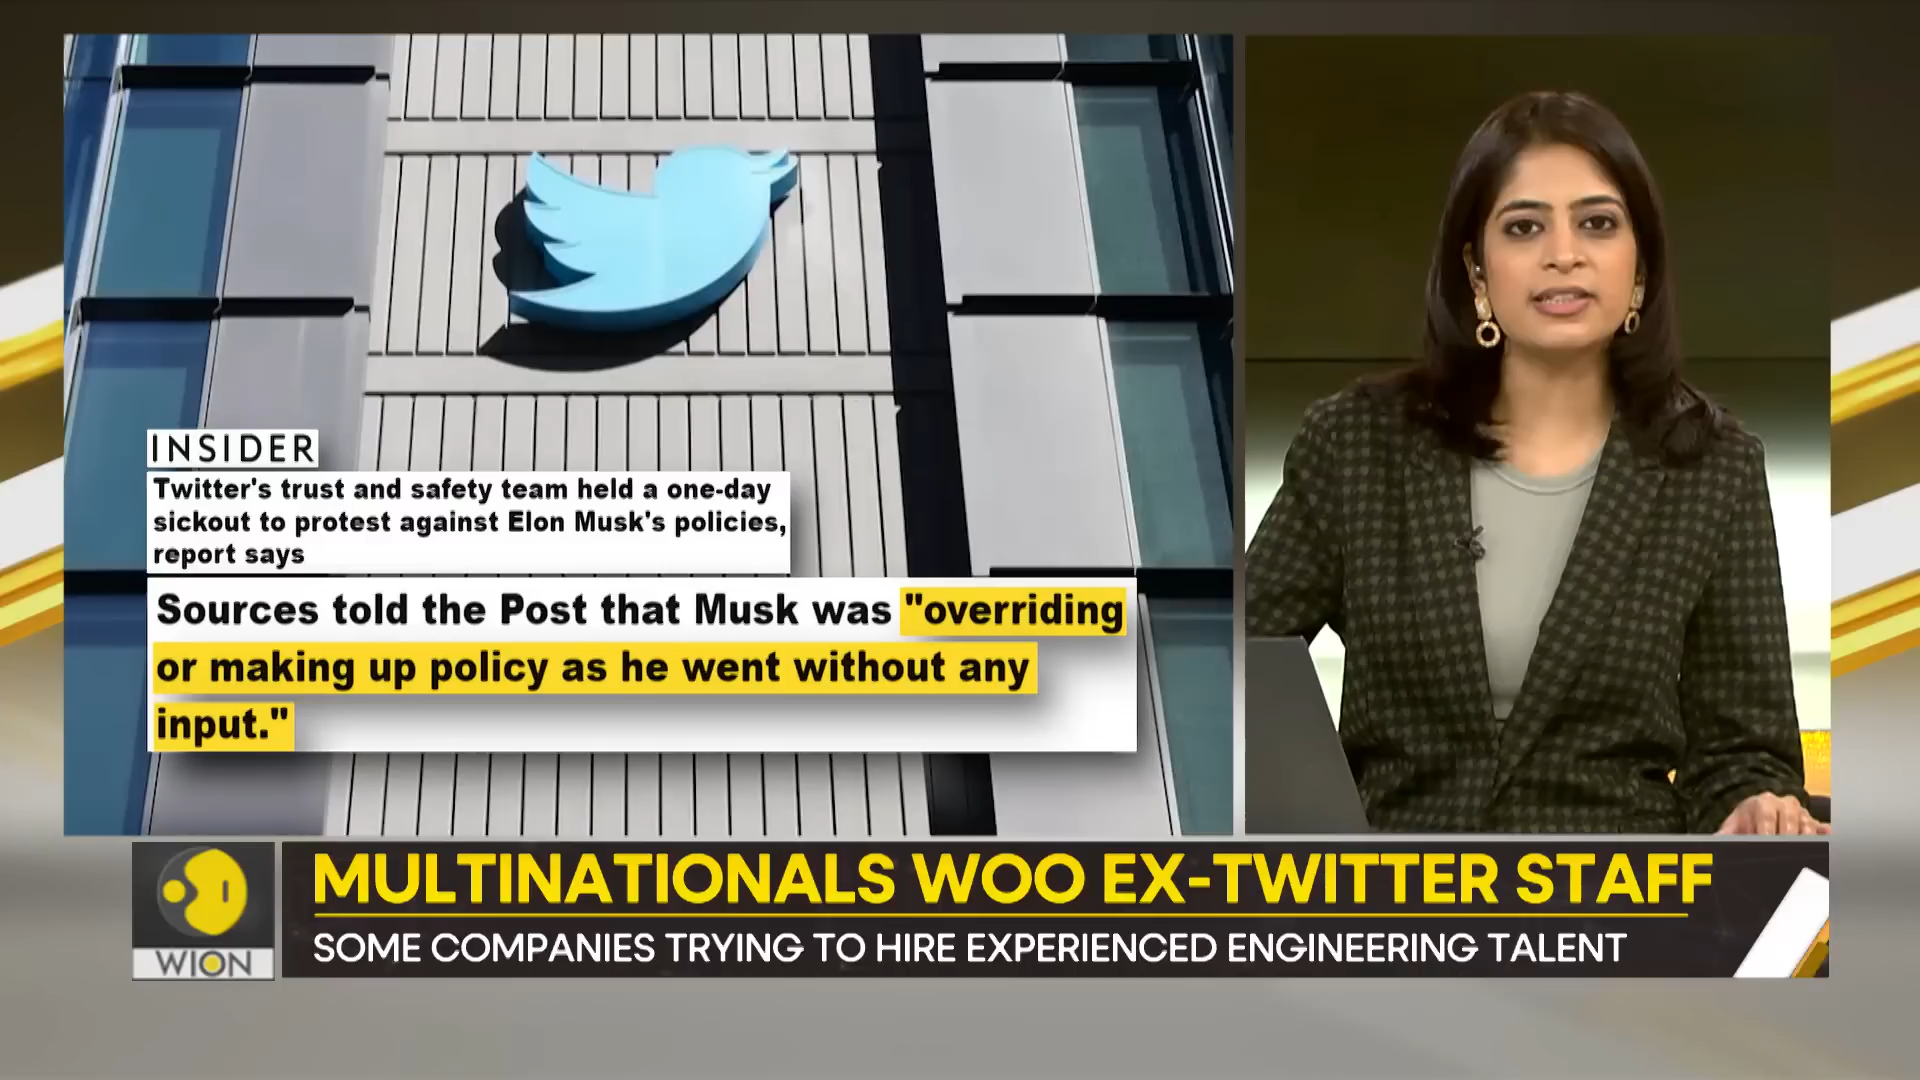 INSIDER
Twitter's trust and safety team held a one-day
sickout to protest against Elon Musk's policies,
report says
Sources told the Post that Musk was "overriding
or making up policy as he went without any
input."
MULTINATIONALS WOO EX-TWITTER STAFF
SOME COMPANIES TRYING TO HIRE EXPERIENCED ENGINEERING TALENT
WION